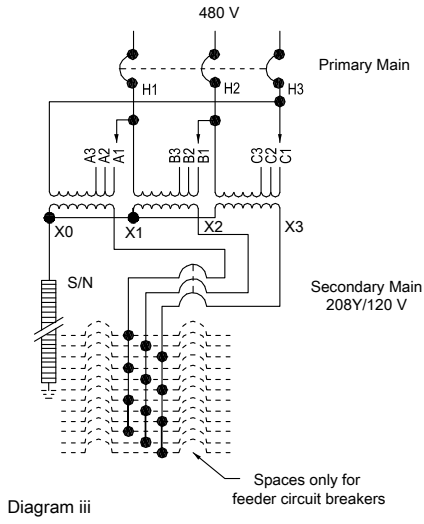 480 V
Primary Main
H1 H2 H3
A3 A2 A1 B3 B2 B1 C3 C2 C1
X0 X1 X2 X3
S/N
Secondary Main
208Y/120 V
Spaces only for
feeder circuit breakers
Diagram iii